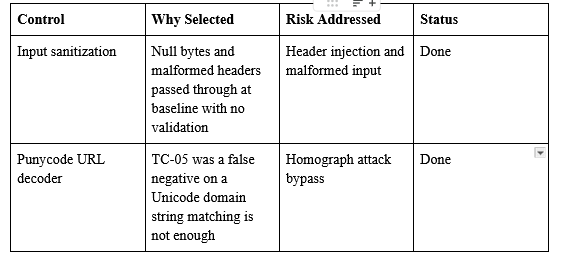 Control Why Selected Risk Addressed Status
Input sanitization Null bytes and Header injection and Done
malformed headers malformed input
passed through at
baseline with no
validation
Punycode URL TC-05 was a false Homograph attack Done
decoder negative on a bypass
Unicode domain
string matching is
not enough